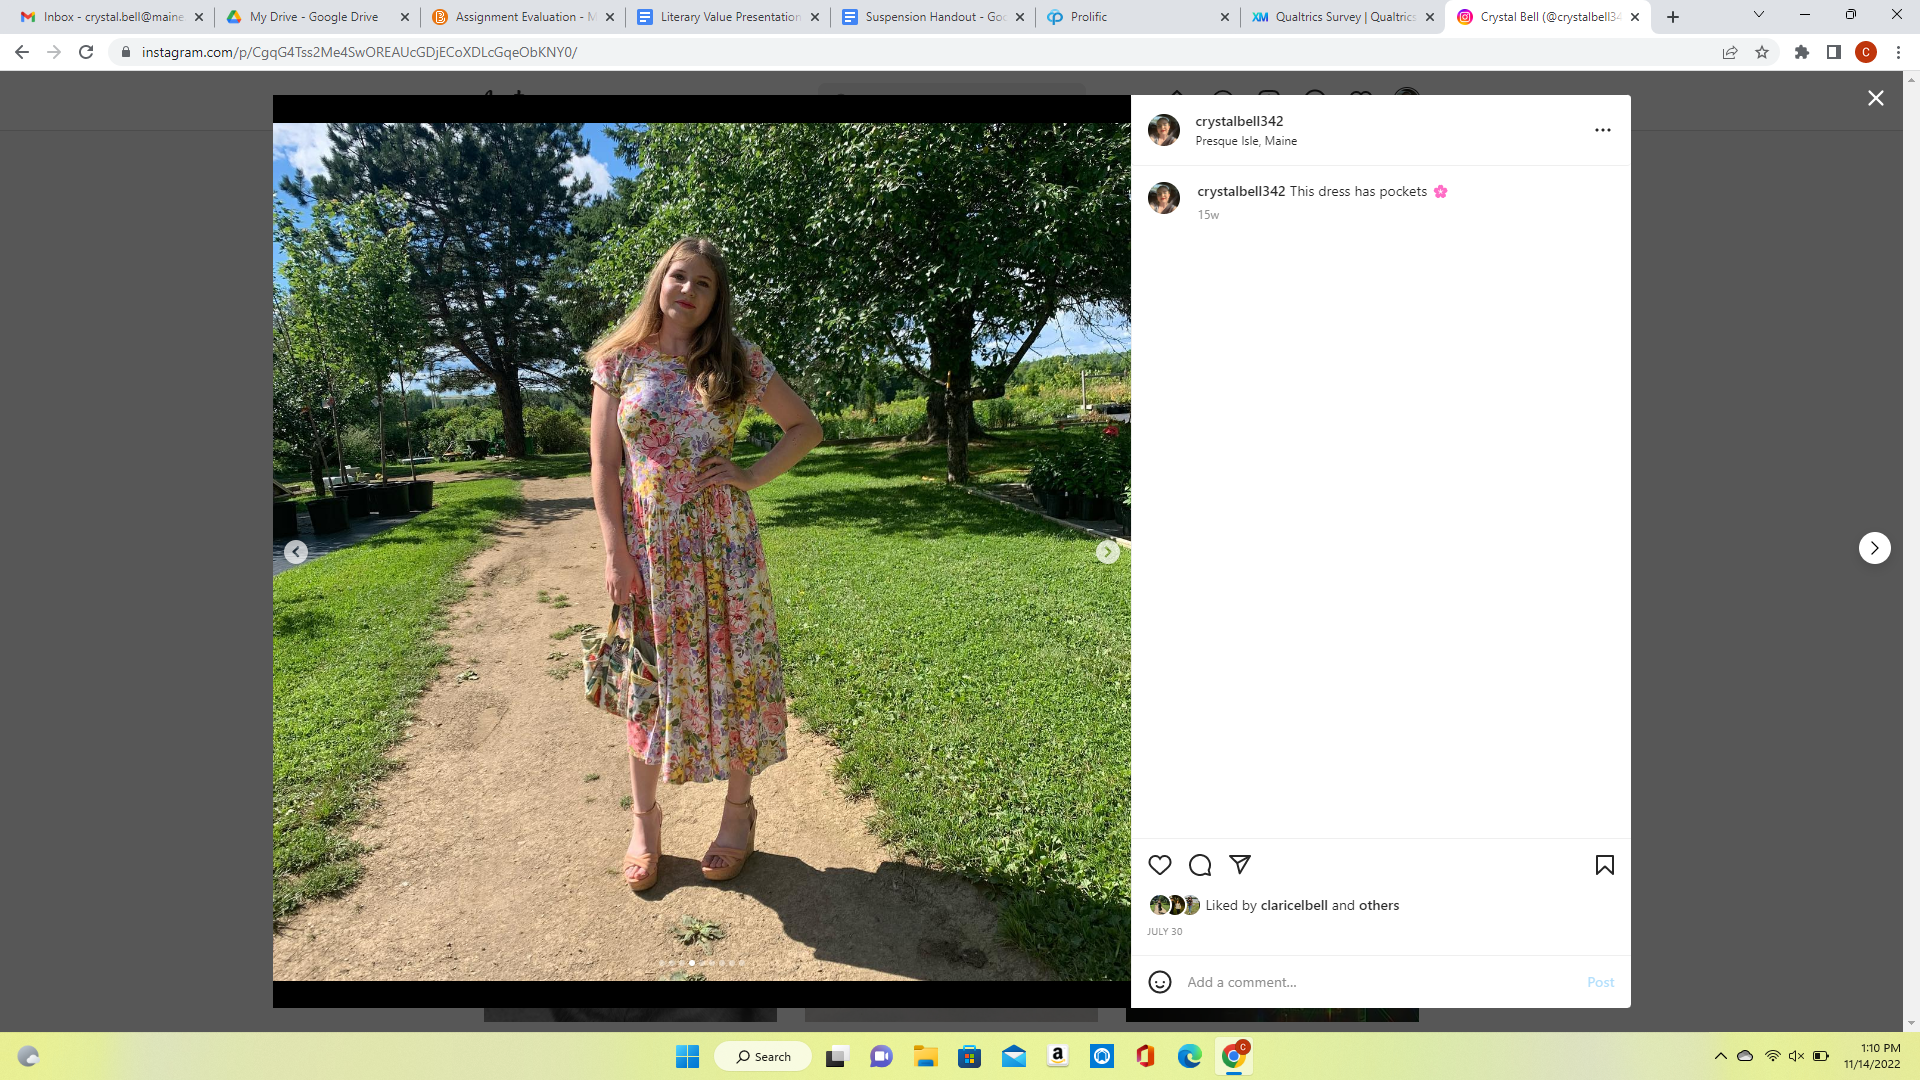 Inbox - crystal.bell@maine
My Drive - Google Drive
Assignment Evaluation - M
Literary Value Presentation
Suspension Handout - Goo
Prolific
Qualtrics Survey | Qualtrics
Crystal Bell (@crystalbell34
instagram.com/p/CgqG4Tss2Me4SwOREAUcGDjECoXDLcGqeObKNY0/
C
crystalbell342
Presque Isle, Maine
crystalbell342 This dress has pockets 🌸
15w
Liked by claricelbell and others
JULY 30
Add a comment...
Post
Search
C
1:10 PM
11/14/2022